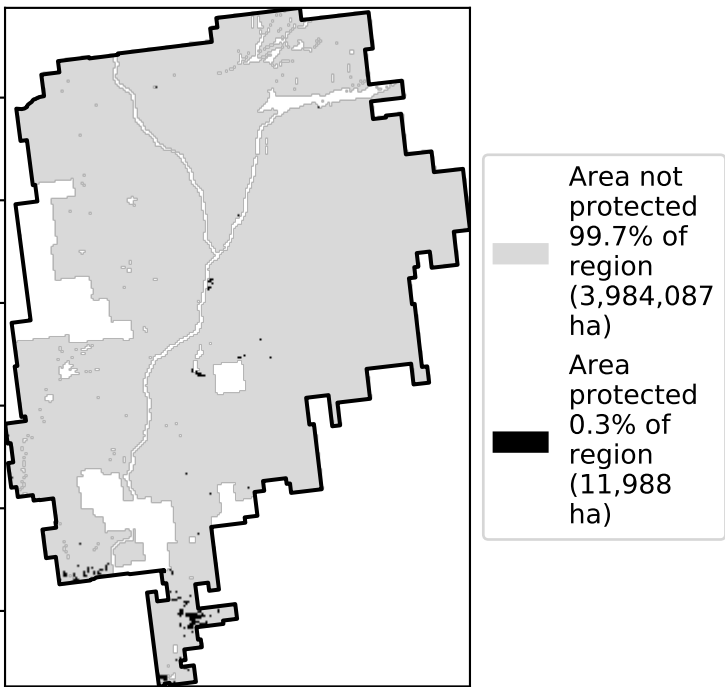 Area not
protected
99.7% of
region
(3,984,087
ha)
Area
protected
0.3% of
region
(11,988
ha)